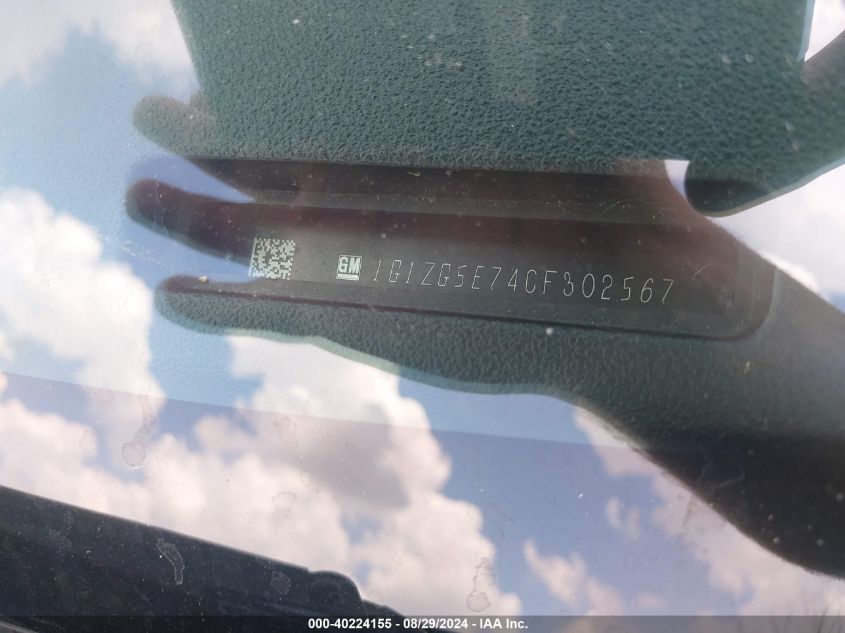 GM 1G1ZG5E74CF302567
000-40224155 - 08/29/2024 - IAA, Inc.